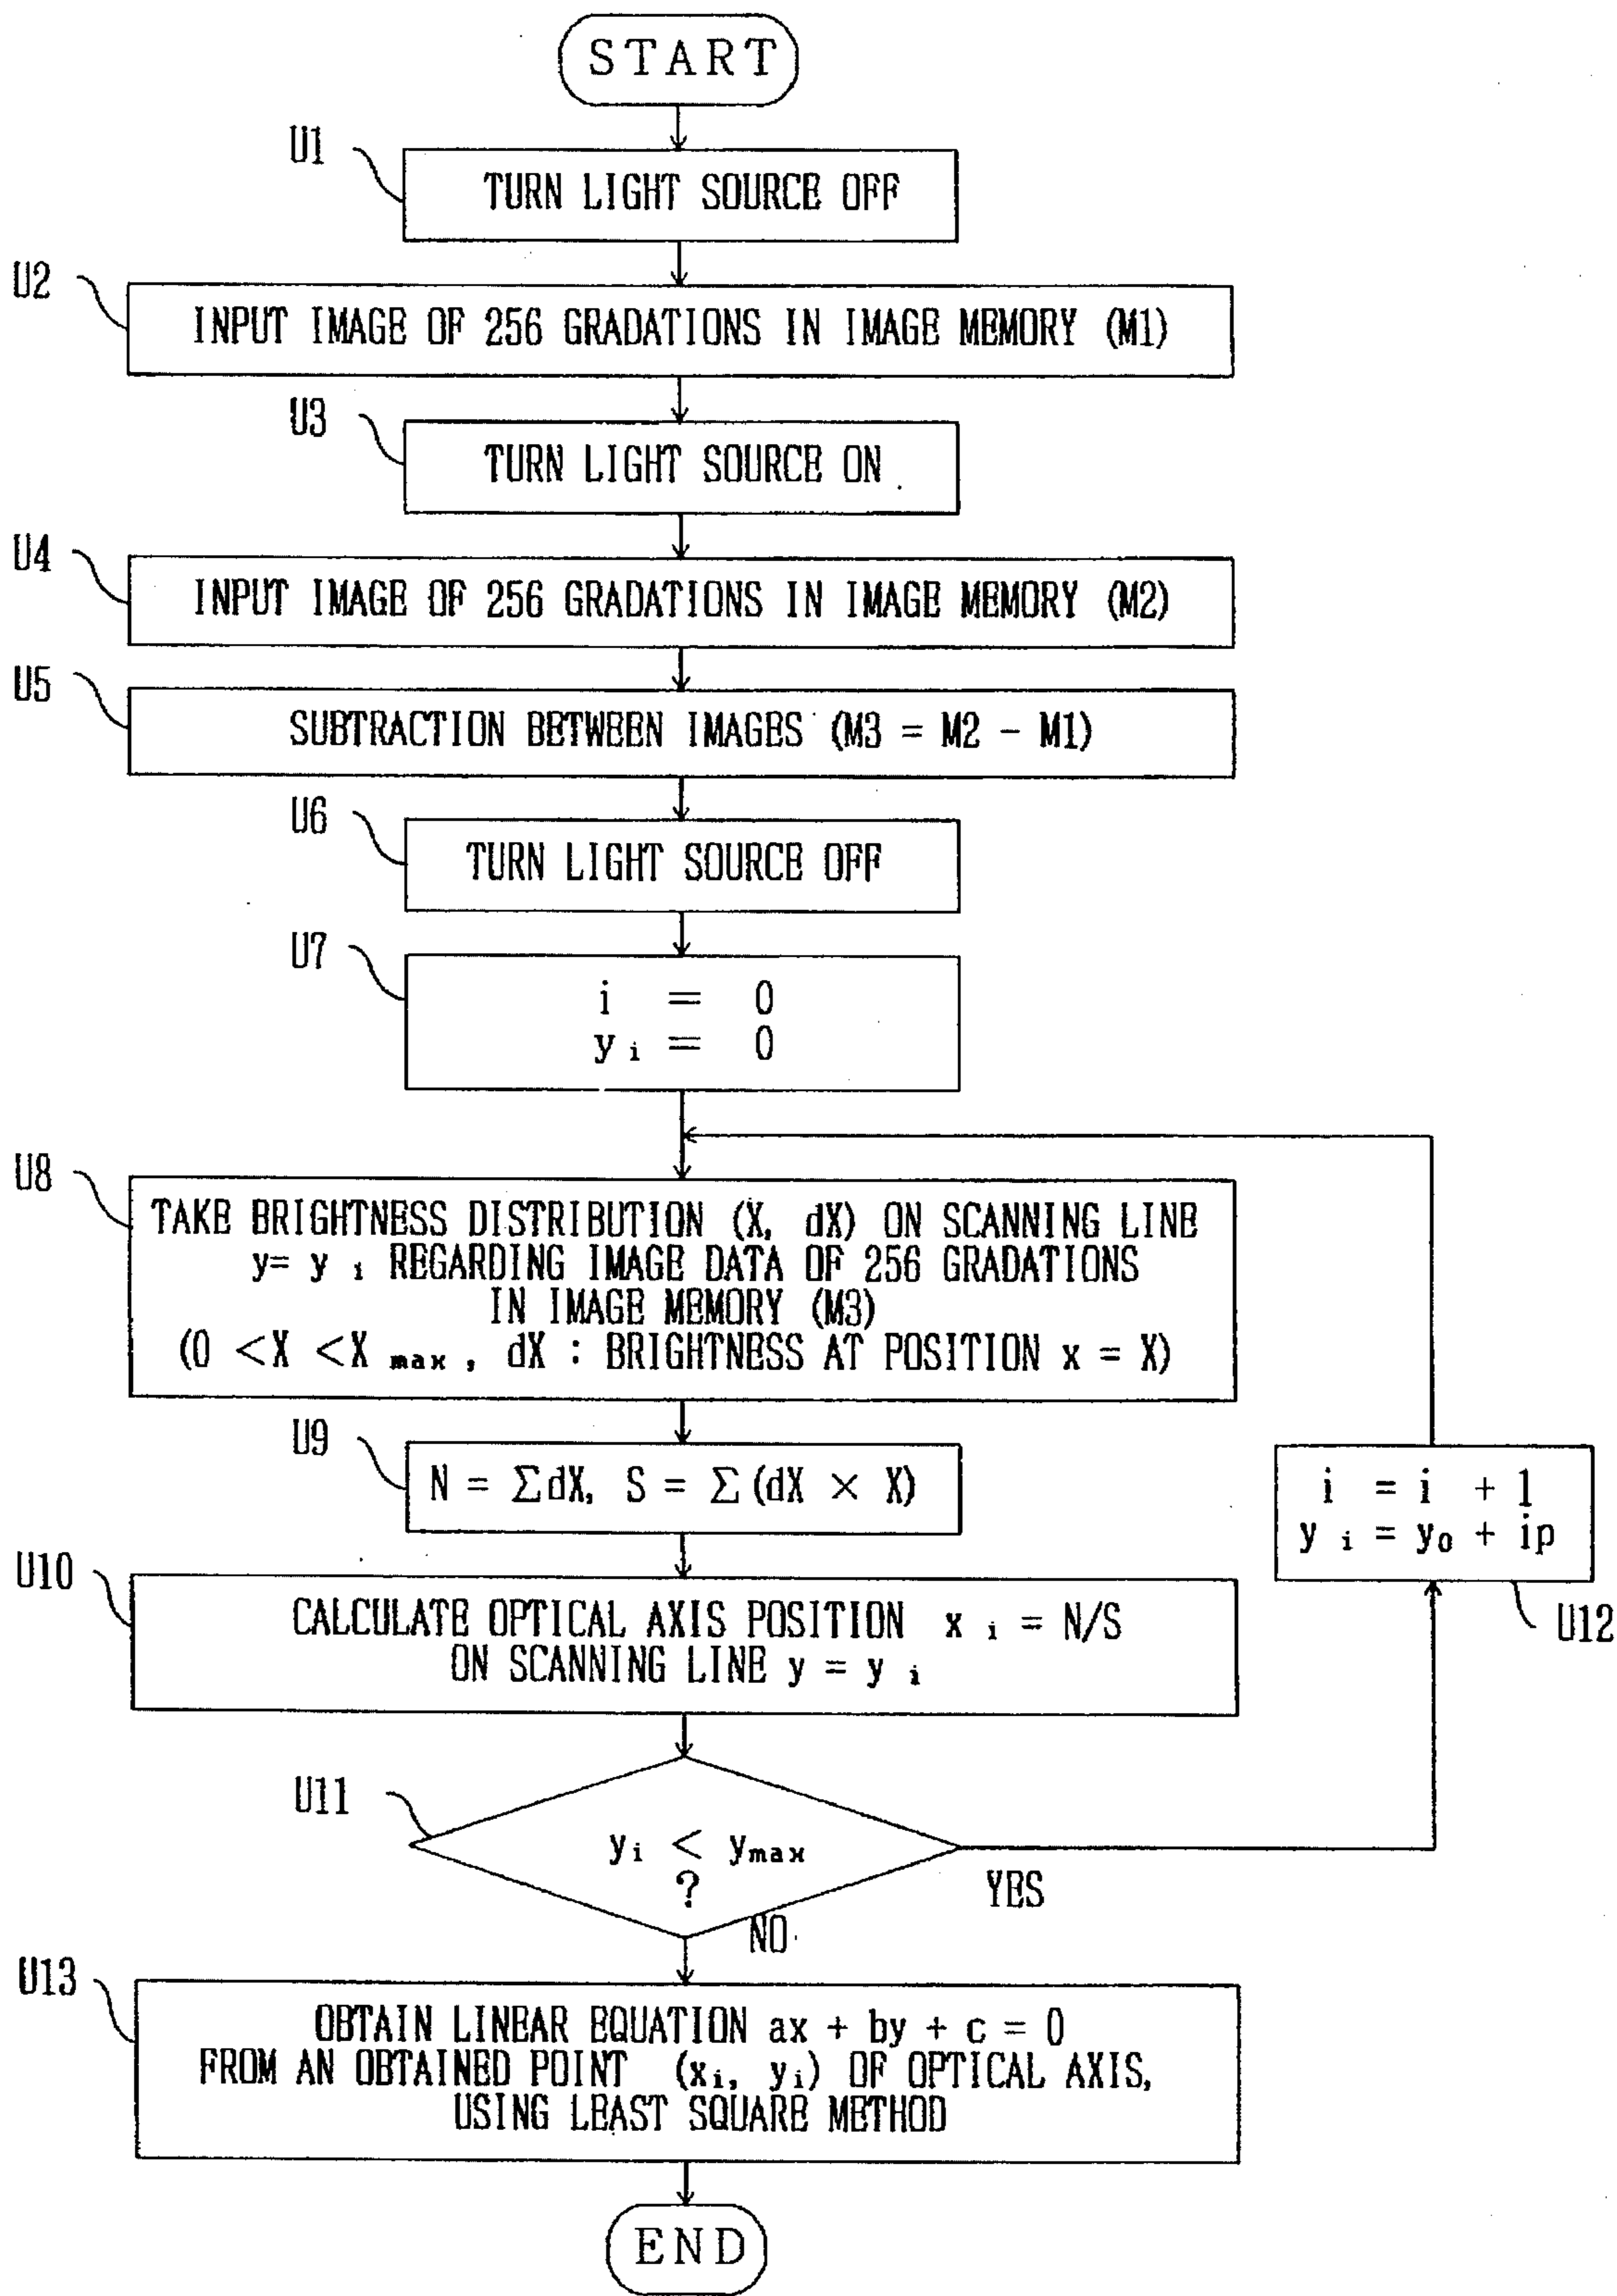 START
U1
TURN LIGHT SOURCE OFF
U2
INPUT IMAGE OF 256 GRADATIONS IN IMAGE MEMORY (M1)
U3
TURN LIGHT SOURCE ON
U4
INPUT IMAGE OF 256 GRADATIONS IN IMAGE MEMORY (M2)
U5
SUBTRACTION BETWEEN IMAGES (M3 = M2 - M1)
U6
TURN LIGHT SOURCE OFF
U7
i = 0
y i = 0
U8
TAKE BRIGHTNESS DISTRIBUTION (X, dX) ON SCANNING LINE
y= y i REGARDING IMAGE DATA OF 256 GRADATIONS
IN IMAGE MEMORY (M3)
(0 <X <X max, dX : BRIGHTNESS AT POSITION x = X)
U9
N = ΣdX, S = Σ(dX × X)
i = i + 1
y i = y0 + ip
U12
U10
CALCULATE OPTICAL AXIS POSITION x i = N/S
ON SCANNING LINE y = y i
U11
yi < ymax
?
YES
NO
U13
OBTAIN LINEAR EQUATION ax + by + c = 0
FROM AN OBTAINED POINT (xi, yi) OF OPTICAL AXIS,
USING LEAST SQUARE METHOD
END